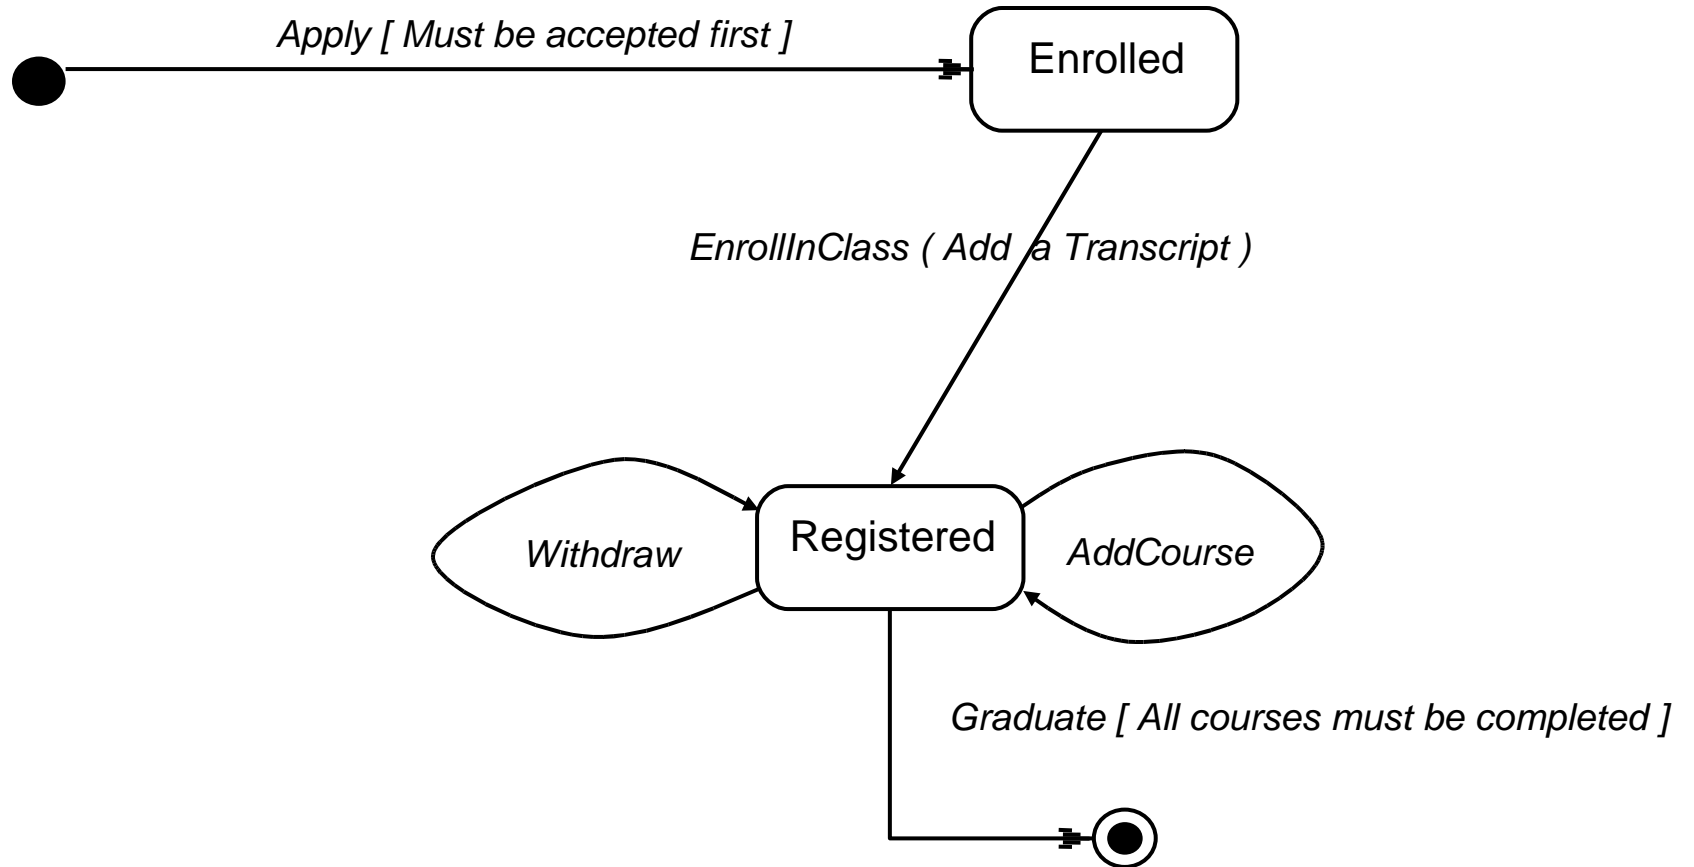 Apply [ Must be accepted first ]
Enrolled
EnrollInClass ( Add a Transcript )
Registered
Withdraw
AddCourse
Graduate [ All courses must be completed ]